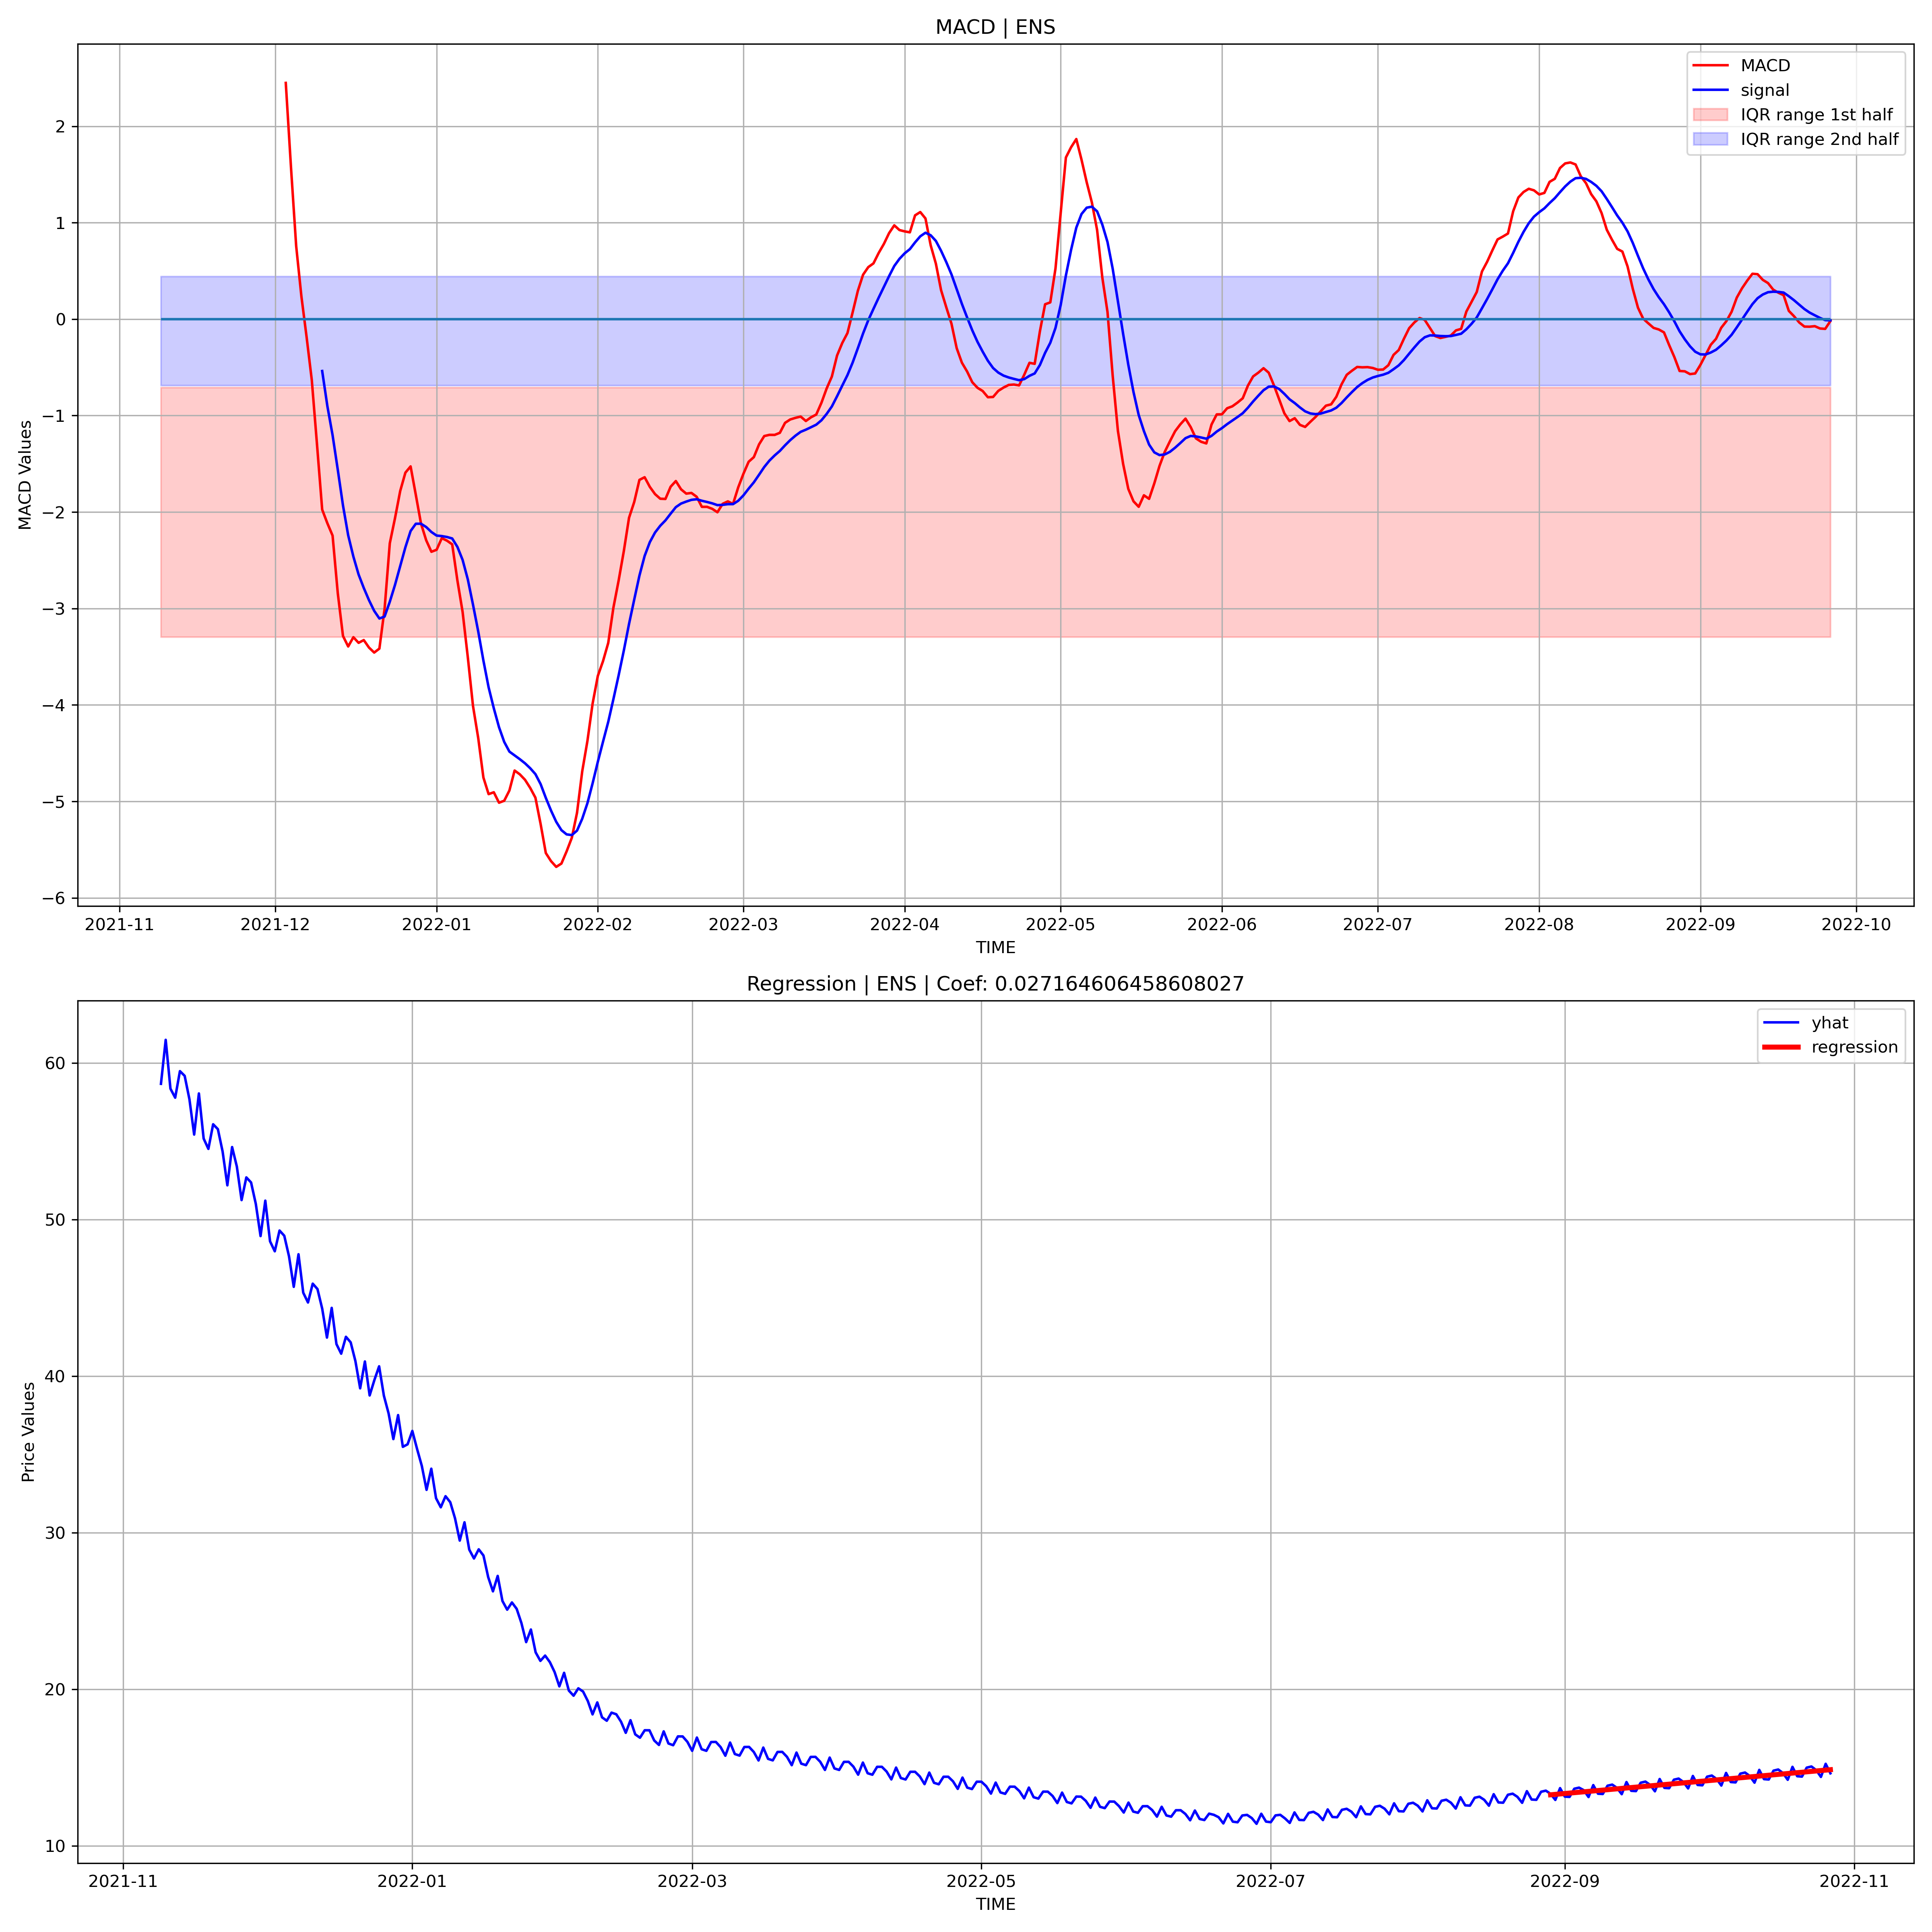 MACD | ENS
MACD
signal
IQR range 1st half
IQR range 2nd half
MACD Values
2
1
0
−1
−2
−3
−4
−5
−6
2021-11 2021-12 2022-01 2022-02 2022-03 2022-04 2022-05 2022-06 2022-07 2022-08 2022-09 2022-10
TIME
Regression | ENS | Coef: 0.027164606458608027
yhat
regression
Price Values
60
50
40
30
20
10
2021-11 2022-01 2022-03 2022-05 2022-07 2022-09 2022-11
TIME